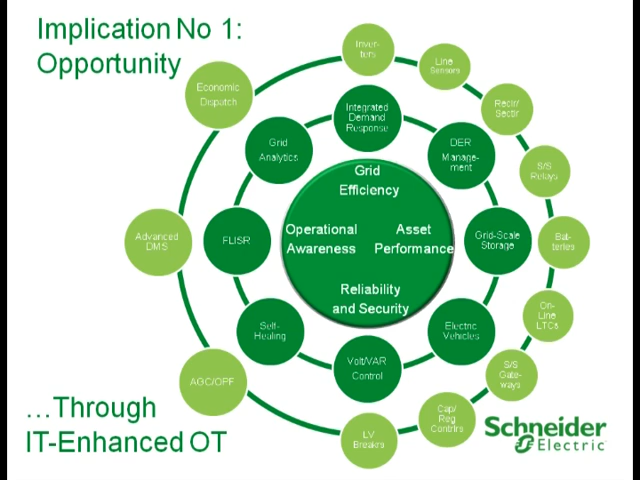 Implication No 1:
Opportunity
Inver-
ters
Line
Sensors
Economic
Dispatch
Integrated
Demand
Response
Reclr/
Sectlr
Grid
Analytics
DER
Manage-
ment
S/S
Relays
Grid
Efficiency
Advanced
DMS
FLISR
Operational
Awareness
Asset
Performance
Grid-Scale
Storage
Bat-
teries
Reliability
and Security
On-
Line
LTCs
Self-
Healing
Electric
Vehicles
Volt/VAR
Control
S/S
Gate-
ways
AGC/OPF
Cap/
Reg
Contrlrs
LV
Breakrs
…Through
IT-Enhanced OT
Schneider
Electric